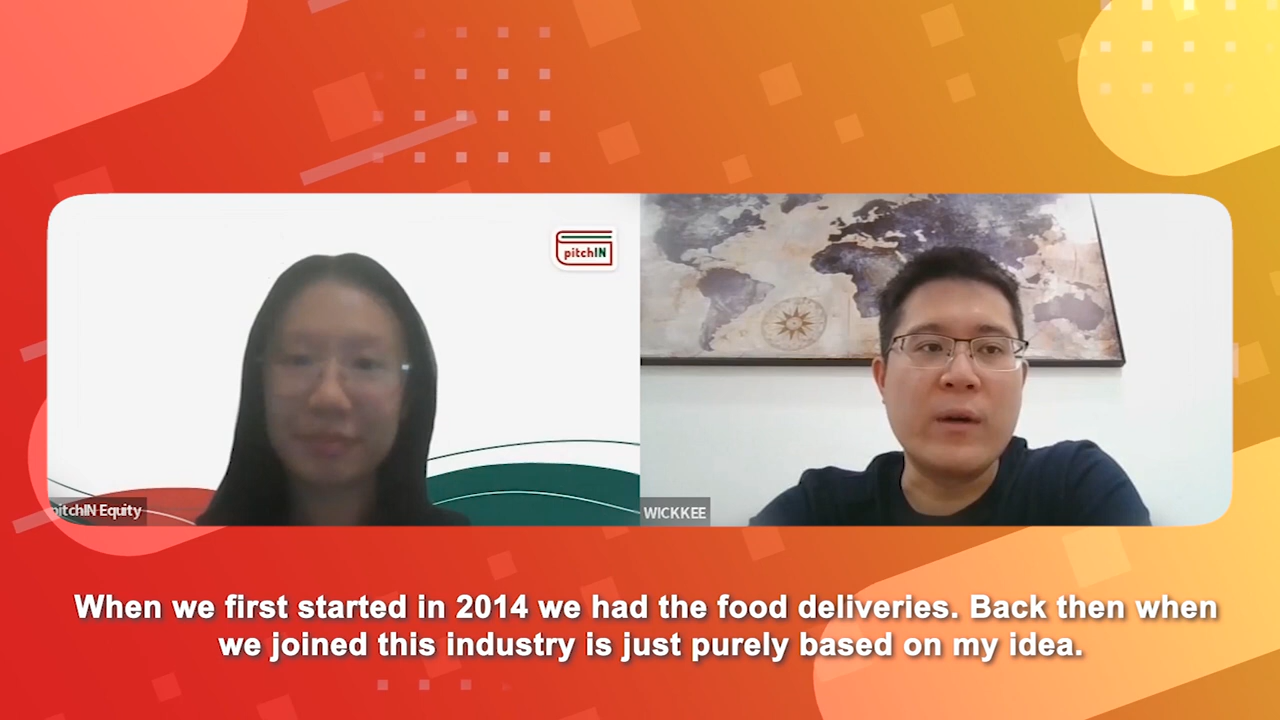 pitchIN
pitchIN Equity
WICKKEE
When we first started in 2014 we had the food deliveries. Back then when
we joined this industry is just purely based on my idea.